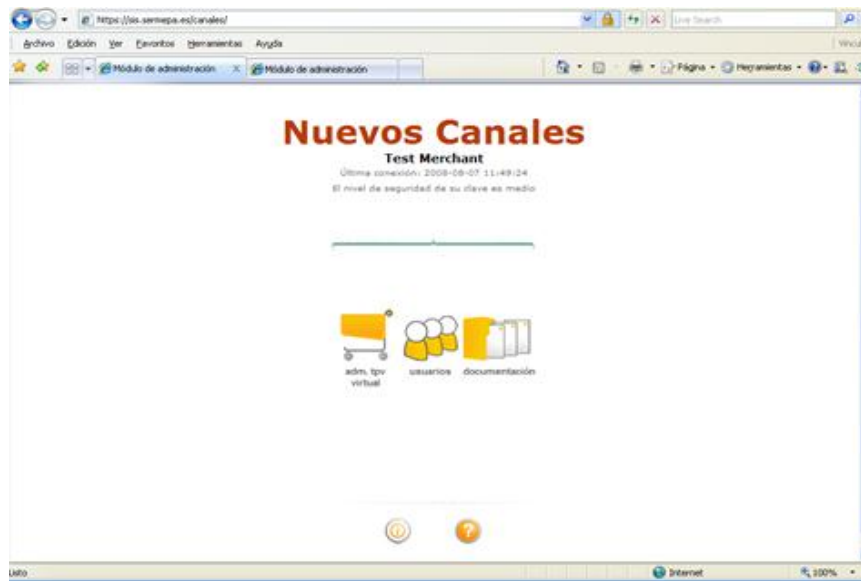 https://sis.sermepa.es/canales/
Live Search
Archivo Edición Ver Favoritos Herramientas Ayuda
Módulo de administración
Módulo de administración
Página
Herramientas
Nuevos Canales
Test Merchant
Última conexión: 2008-08-07 11:49:24
El nivel de seguridad de su clave es medio
adm. tpv
virtual
usuarios
documentación
?
Listo
Internet
100%